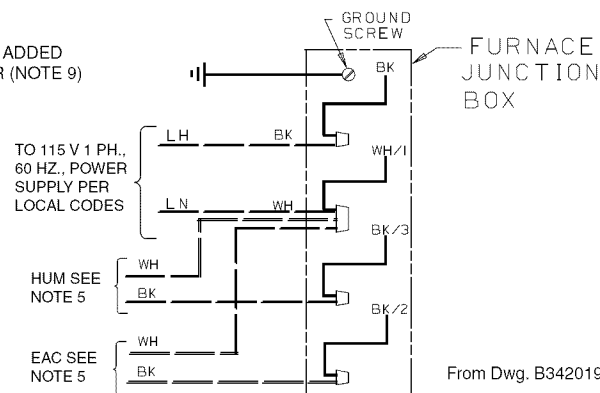 GROUND
SCREW
ADDED
R (NOTE 9)
FURNACE
JUNCTION
BOX
BK
LH
BK
TO 115 V 1 PH.,
60 HZ., POWER
SUPPLY PER
LOCAL CODES
WH/1
LN
WH
BK/3
WH
HUM SEE
NOTE 5
BK
BK/2
WH
EAC SEE
NOTE 5
BK
From Dwg. B342019